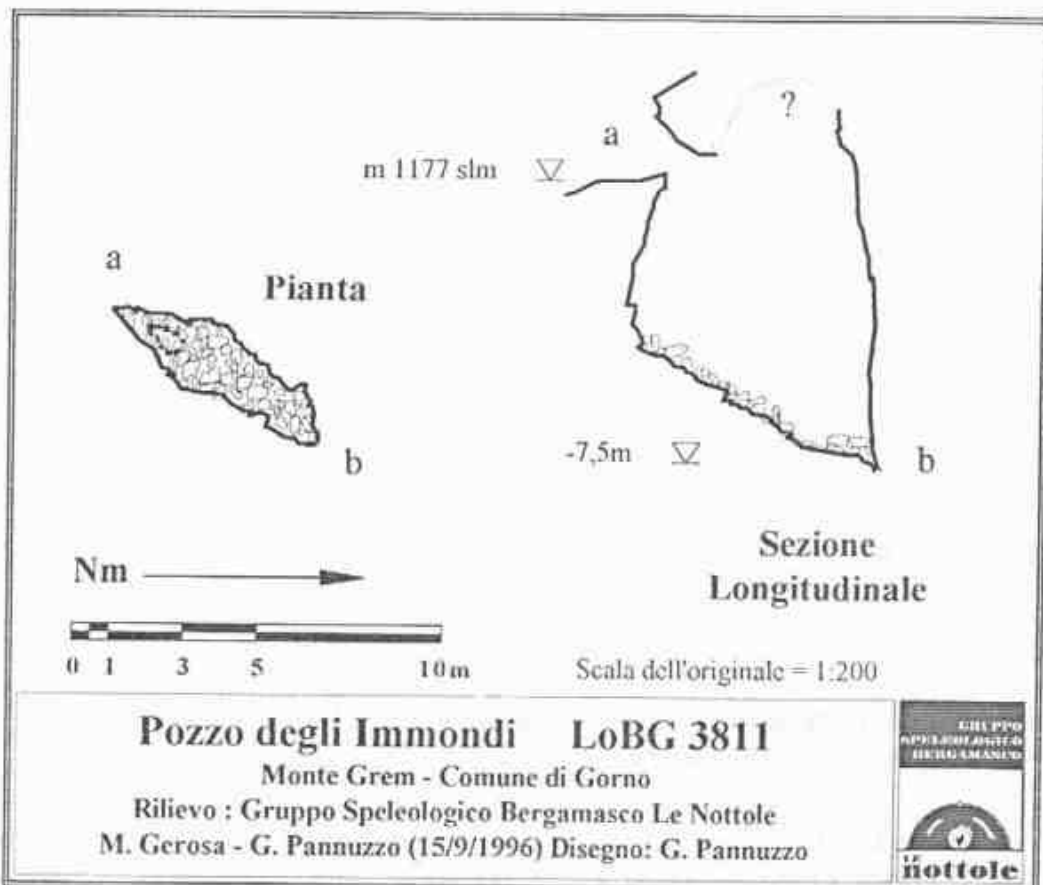 ?
a
m 1177 slm
a
Pianta
b
-7,5m
b
Sezione
Longitudinale
Nm
0 1 3 5 10m
Scala dell'originale = 1:200
Pozzo degli Immondi LoBG 3811
Monte Grem - Comune di Gorno
Rilievo : Gruppo Speleologico Bergamasco Le Nottole
M. Gerosa - G. Pannuzzo (15/9/1996) Disegno: G. Pannuzzo
GRUPPO
SPELEOLOGICO
BERGAMASCO
LE
nottole